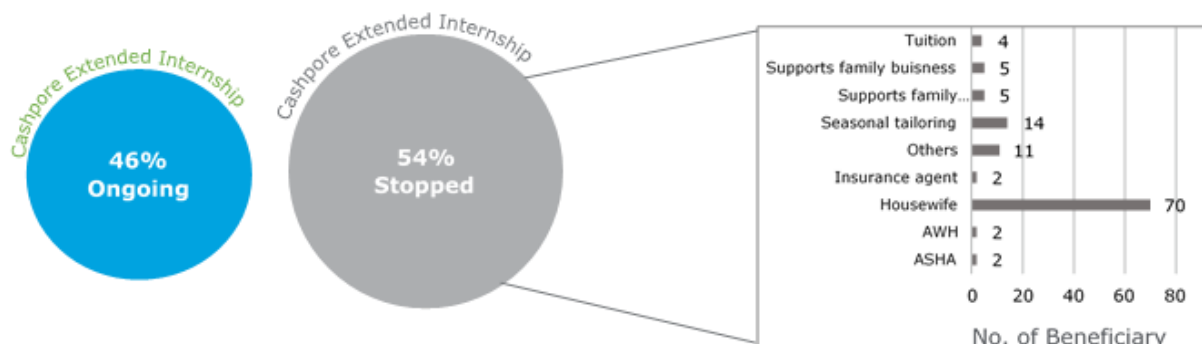 Cashpore Extended Internship
46%
Ongoing
Cashpore Extended Internship
54%
Stopped
Tuition 4
Supports family buisness 5
Supports family... 5
Seasonal tailoring 14
Others 11
Insurance agent 2
Housewife 70
AWH 2
ASHA 2
0 20 40 60 80
No. of Beneficiary